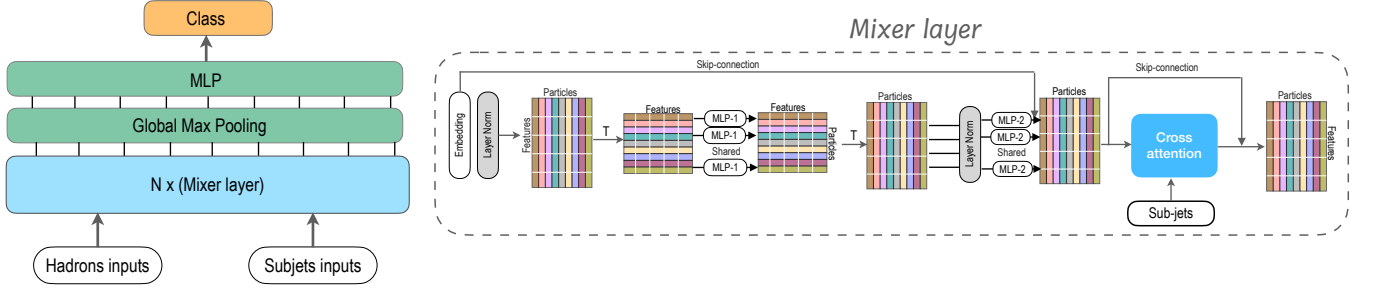 Class
MLP
Global Max Pooling
N x (Mixer layer)
Hadrons inputs
Subjets inputs
Mixer layer
Skip-connection
Embedding
Layer Norm
Particles
Features
T
Features
MLP-1
MLP-1
Shared
MLP-1
Features
Particles
T
Particles
Layer Norm
MLP-2
MLP-2
Shared
MLP-2
Particles
Skip-connection
Cross
attention
Sub-jets
Particles
Features